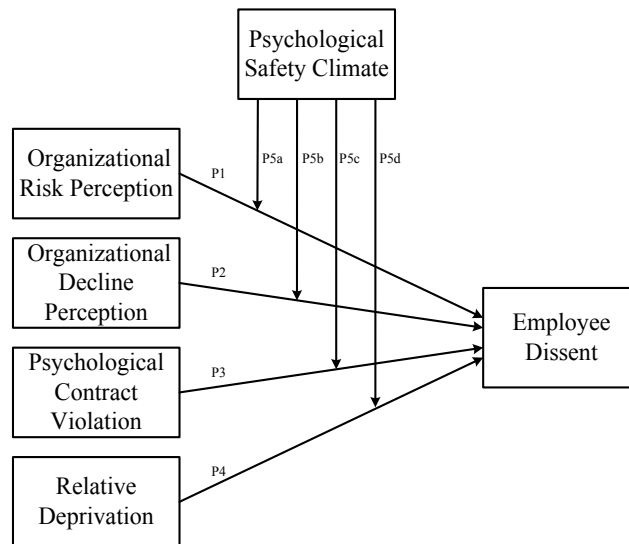 Psychological
Safety Climate
P5a
P5b
P5c
P5d
Organizational
Risk Perception
P1
Organizational
Decline
Perception
P2
Psychological
Contract
Violation
P3
Relative
Deprivation
P4
Employee
Dissent